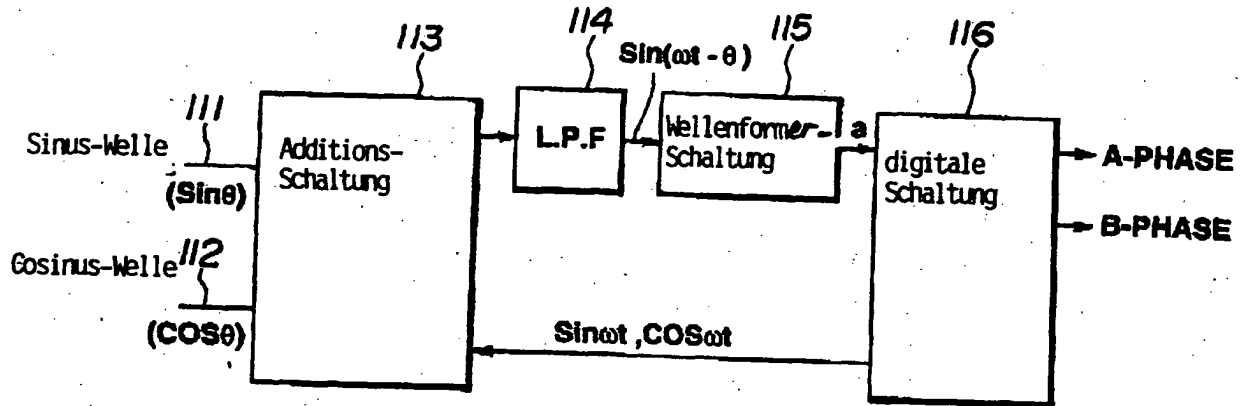 113
114
115
116
Sin(ωt - θ)
111
Sinus-Welle
(Sinθ)
Additions-
Schaltung
L.P.F
Wellenformer-
Schaltung
a
digitale
Schaltung
A-PHASE
B-PHASE
Cosinus-Welle
112
(COSθ)
Sinωt ,COSωt